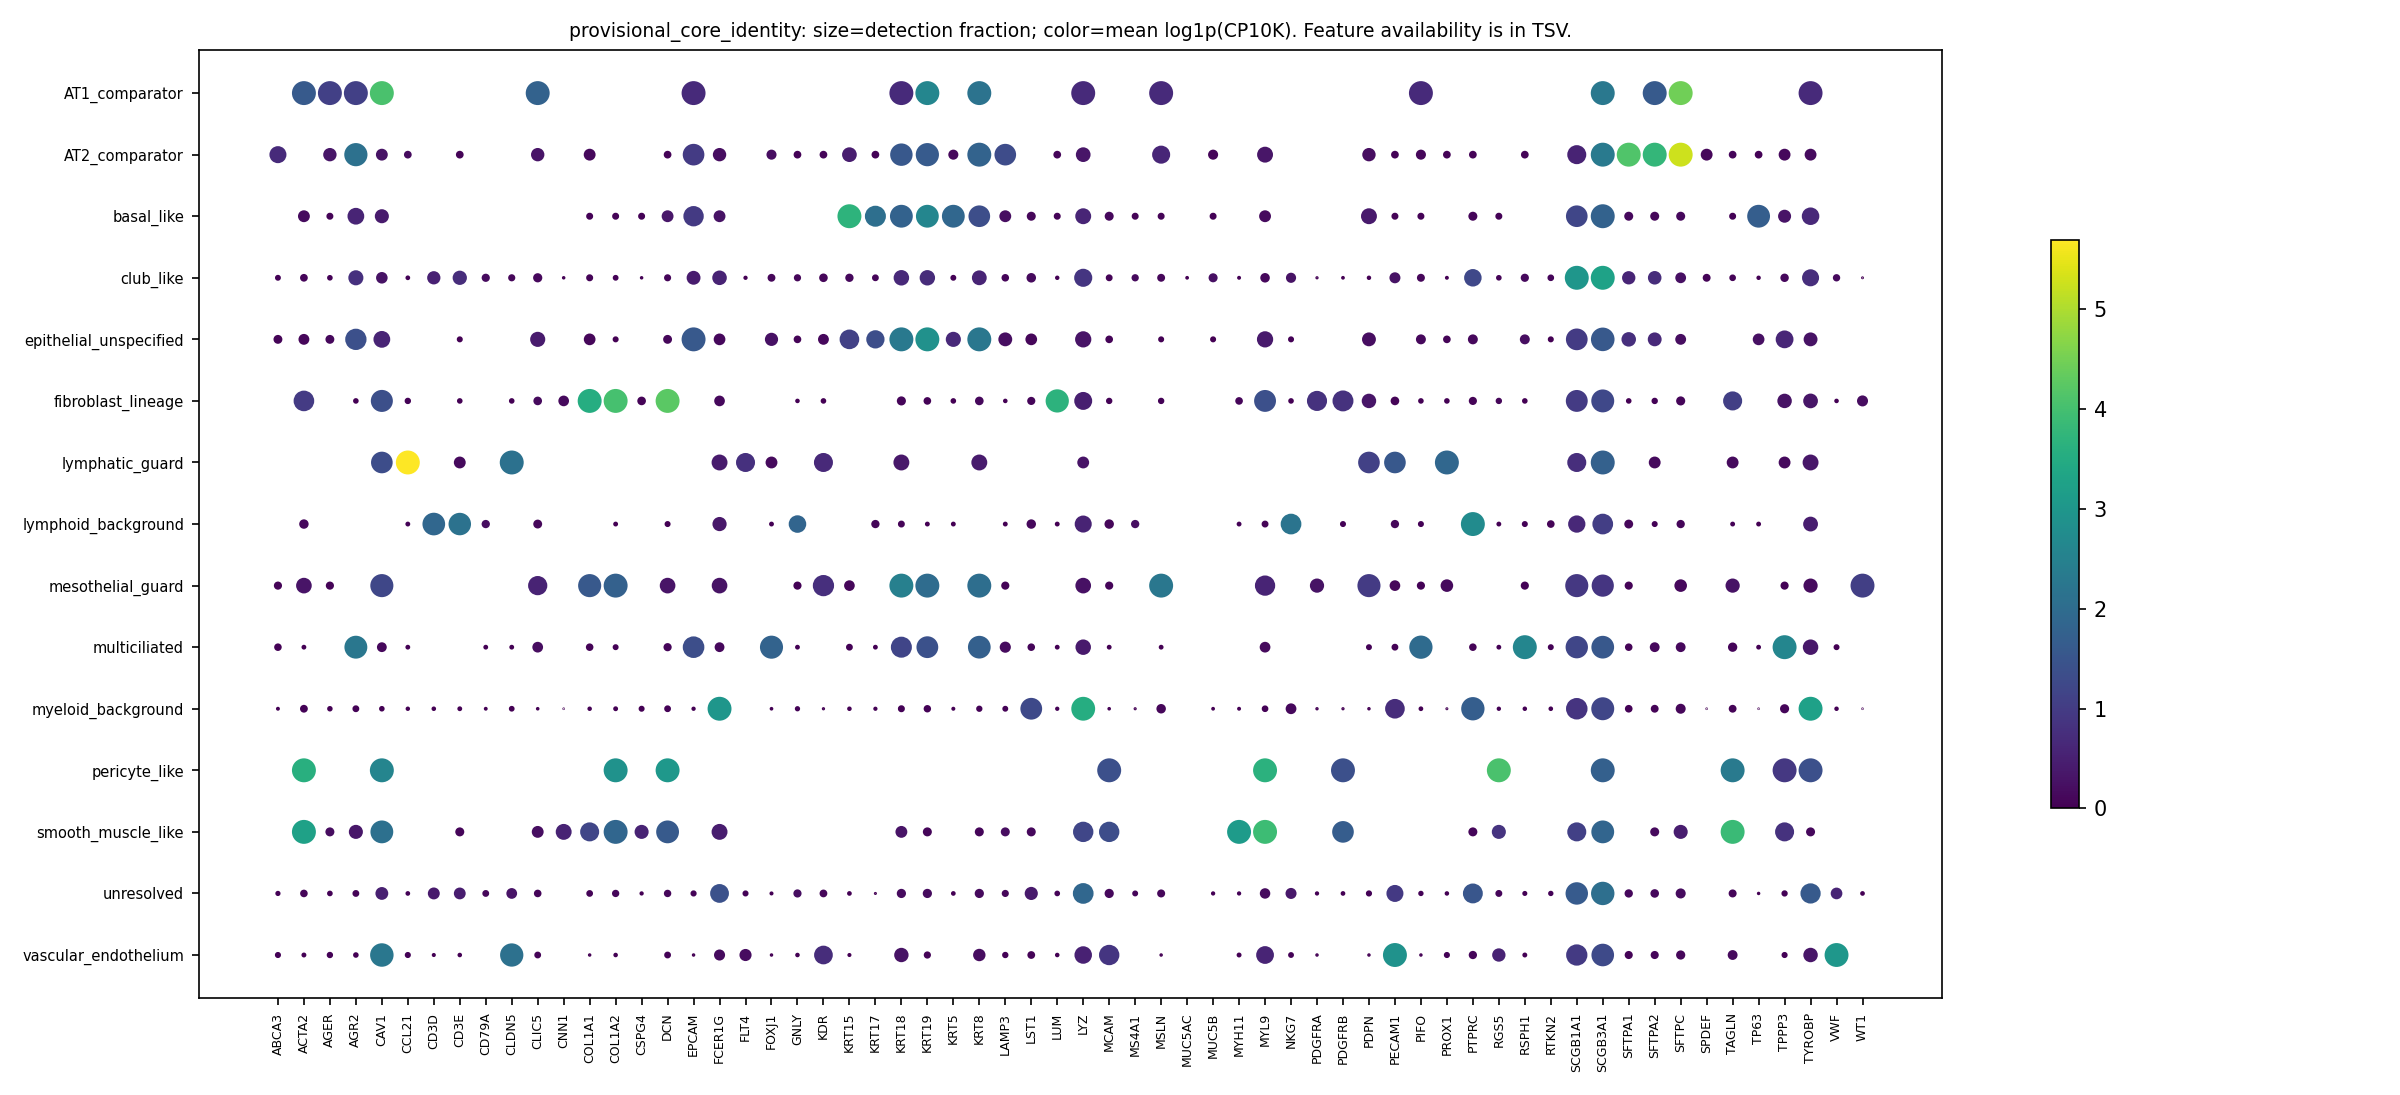 provisional_core_identity: size=detection fraction; color=mean log1p(CP10K). Feature availability is in TSV.
AT1_comparator
AT2_comparator
basal_like
club_like
epithelial_unspecified
fibroblast_lineage
lymphatic_guard
lymphoid_background
mesothelial_guard
multiciliated
myeloid_background
pericyte_like
smooth_muscle_like
unresolved
vascular_endothelium
ABCA3
ACTA2
AGER
AGR2
CAV1
CCL21
CD3D
CD3E
CD79A
CLDN5
CLIC5
CNN1
COL1A1
COL1A2
CSPG4
DCN
EPCAM
FCER1G
FLT4
FOXJ1
GNLY
KDR
KRT15
KRT17
KRT18
KRT19
KRT5
KRT8
LAMP3
LST1
LUM
LYZ
MCAM
MS4A1
MSLN
MUC5AC
MUC5B
MYH11
MYL9
NKG7
PDGFRA
PDGFRB
PDPN
PECAM1
PIFO
PROX1
PTPRC
RGS5
RSPH1
RTKN2
SCGB1A1
SCGB3A1
SFTPA1
SFTPA2
SFTPC
SPDEF
TAGLN
TP63
TPPP3
TYROBP
VWF
WT1
5
4
3
2
1
0